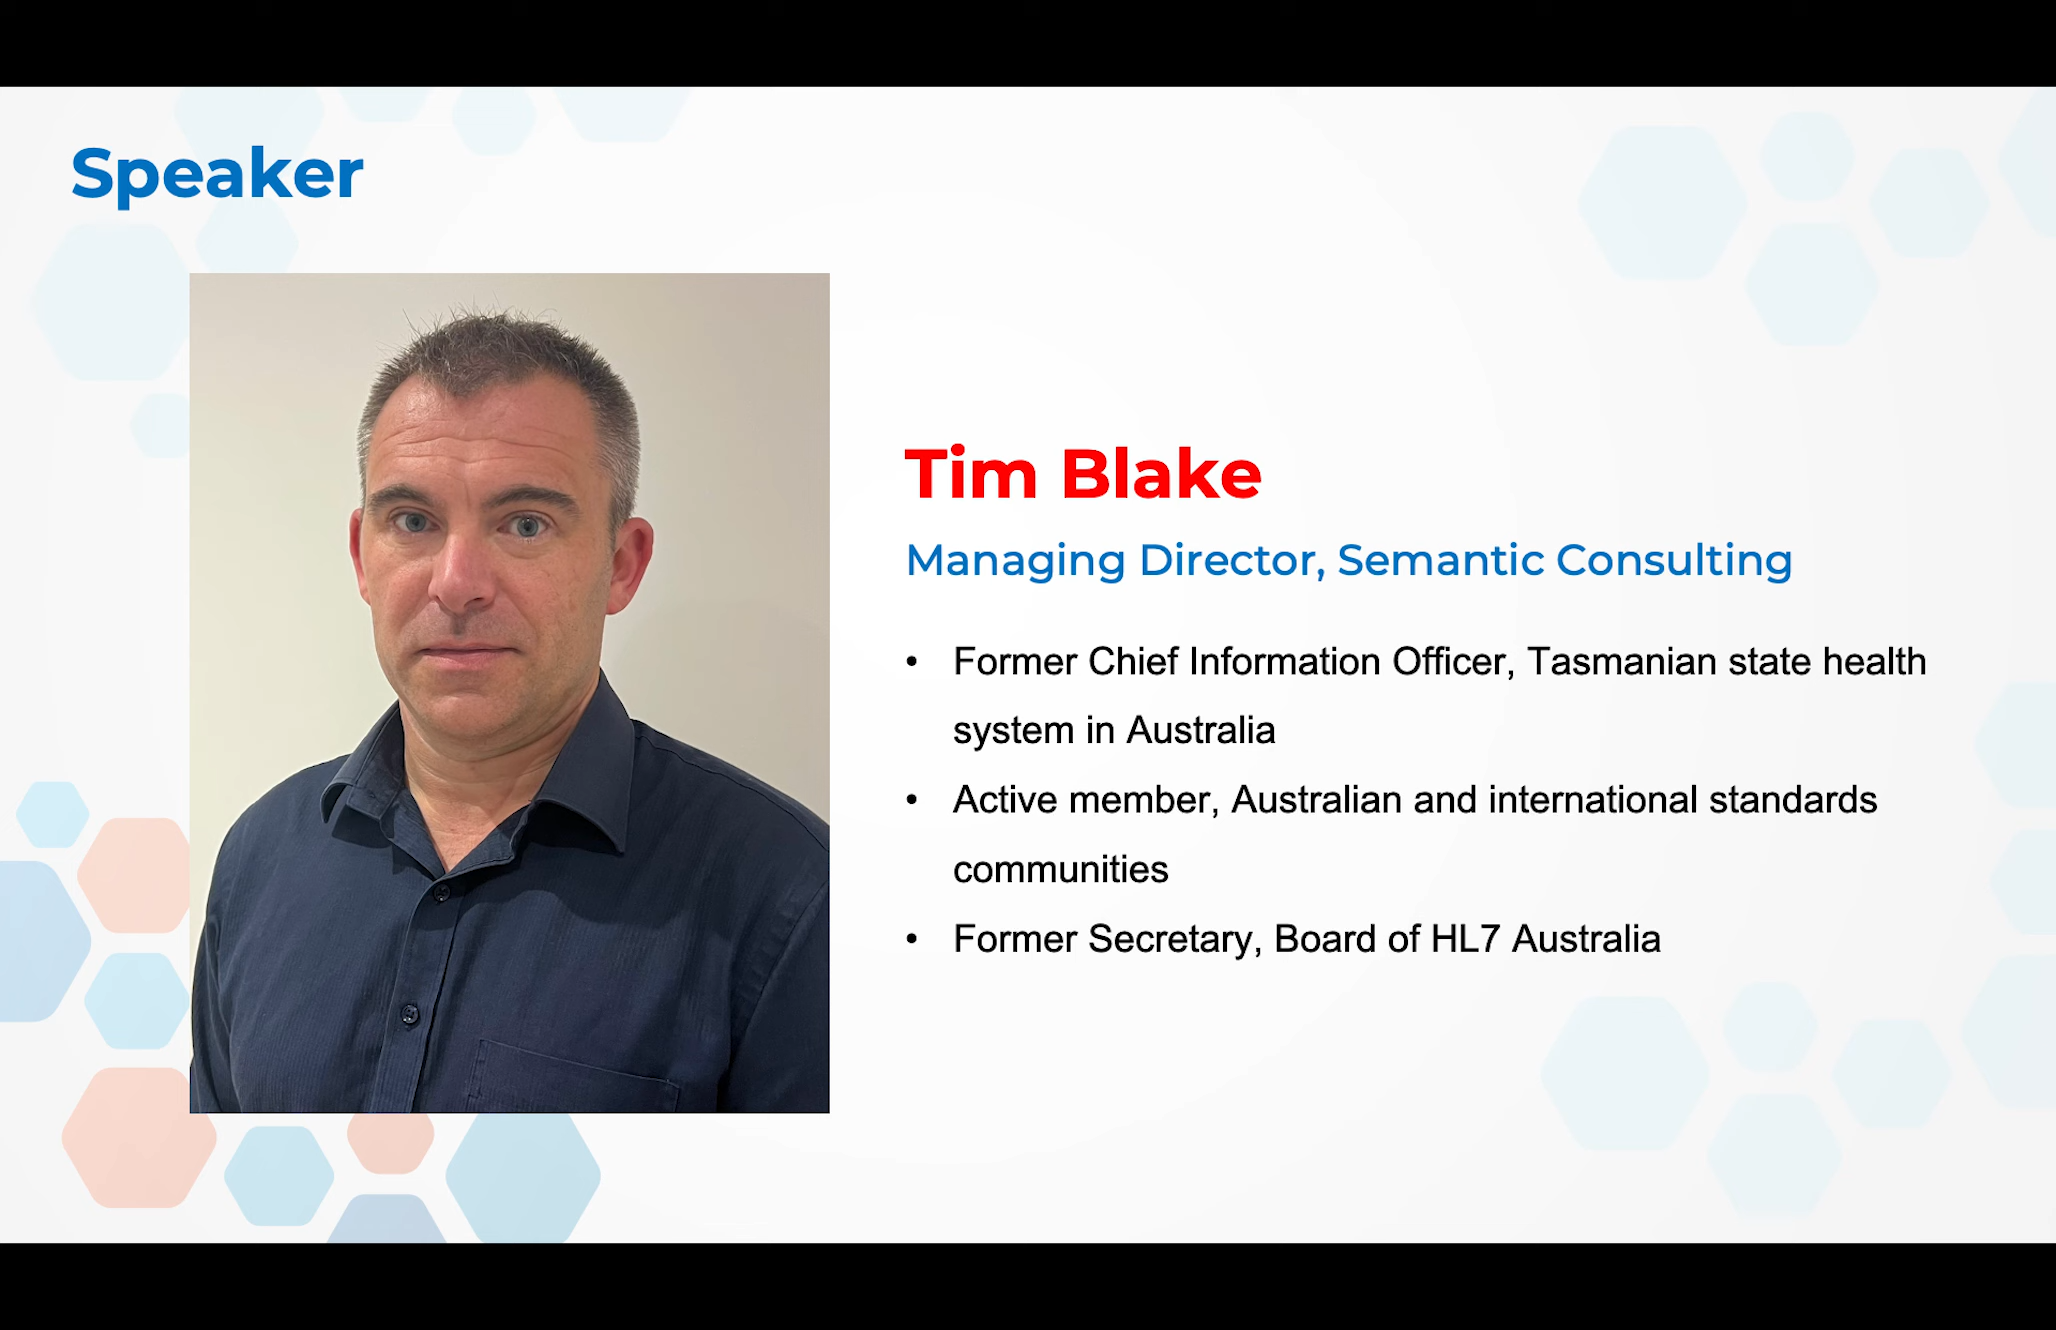 Speaker
Tim Blake
Managing Director, Semantic Consulting
• Former Chief Information Officer, Tasmanian state health
system in Australia
• Active member, Australian and international standards
communities
• Former Secretary, Board of HL7 Australia